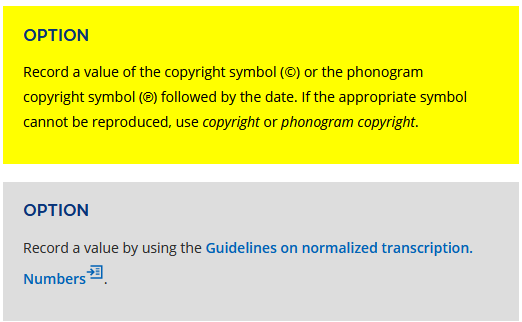 OPTION
Record a value of the copyright symbol (©) or the phonogram
copyright symbol (℗) followed by the date. If the appropriate symbol
cannot be reproduced, use copyright or phonogram copyright.
OPTION
Record a value by using the Guidelines on normalized transcription.
Numbers.